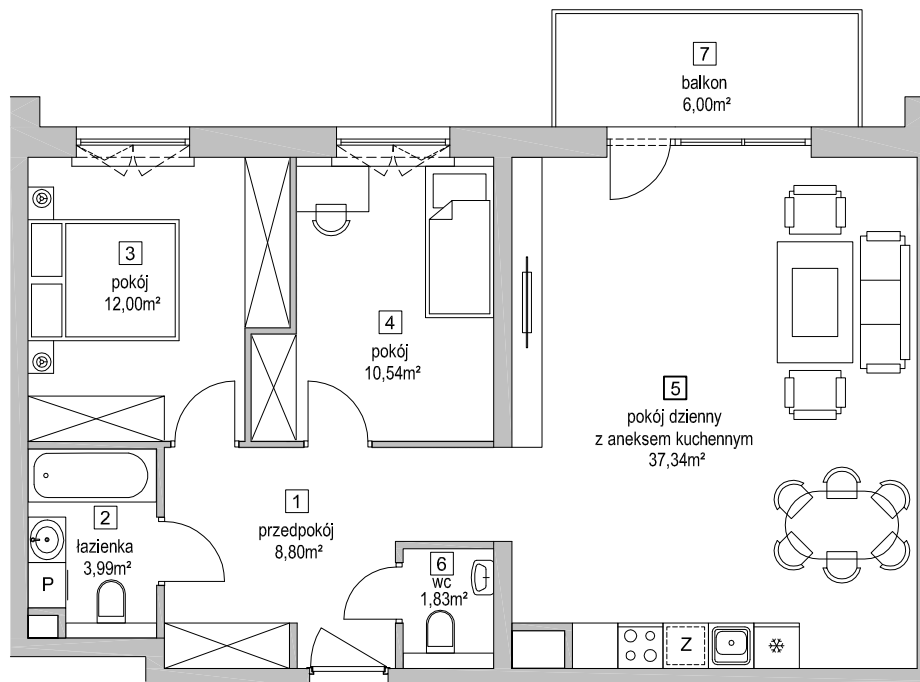 7
balkon
6,00m²
3
pokój
12,00m²
4
pokój
10,54m²
5
pokój dzienny
z aneksem kuchennym
37,34m²
1
przedpokój
8,80m²
2
łazienka
3,99m²
P
6
wc
1,83m²
Z